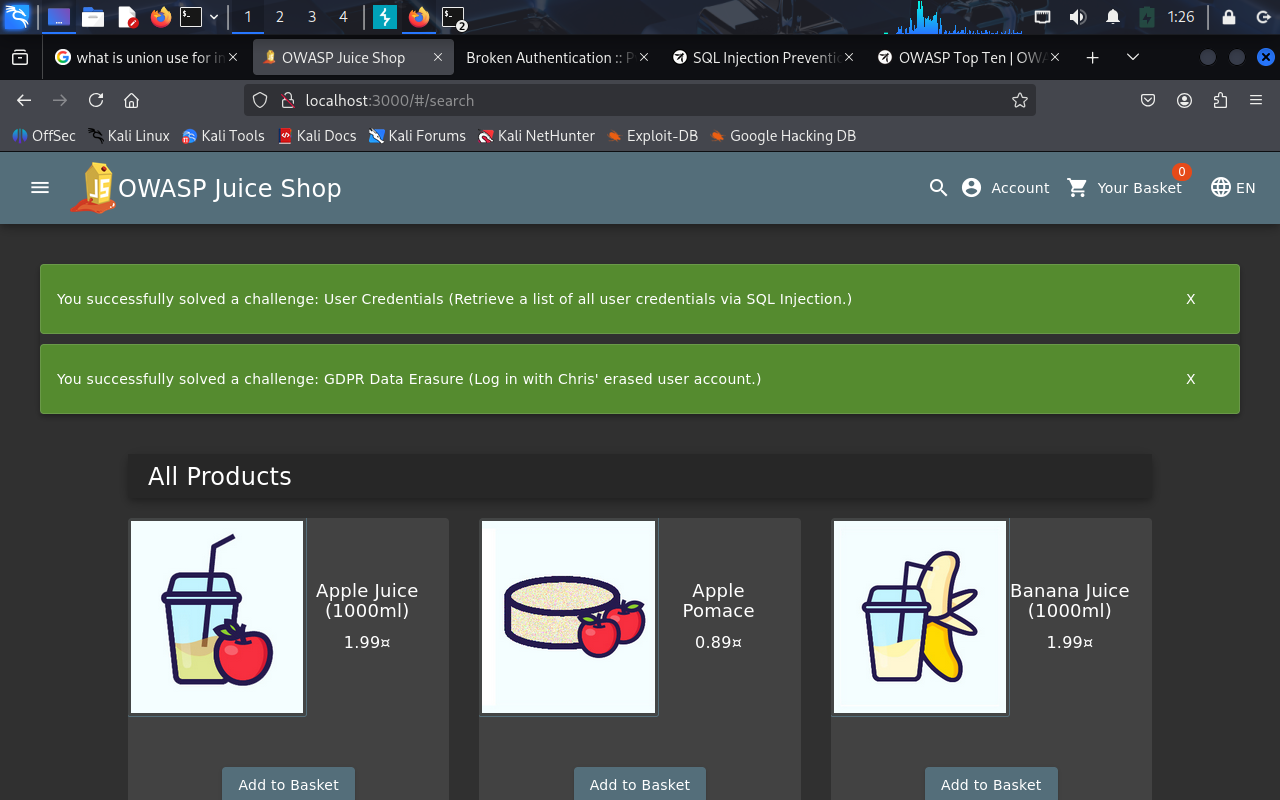 1 2 3 4 2 1:26
what is union use for in OWASP Juice Shop Broken Authentication :: P SQL Injection Preventio OWASP Top Ten | OWA
localhost:3000/#/search
OffSec Kali Linux Kali Tools Kali Docs Kali Forums Kali NetHunter Exploit-DB Google Hacking DB
0
OWASP Juice Shop Account Your Basket EN
You successfully solved a challenge: User Credentials (Retrieve a list of all user credentials via SQL Injection.) X
You successfully solved a challenge: GDPR Data Erasure (Log in with Chris' erased user account.) X
All Products
Apple Juice (1000ml)
1.99¤
Apple Pomace
0.89¤
Banana Juice (1000ml)
1.99¤
Add to Basket Add to Basket Add to Basket